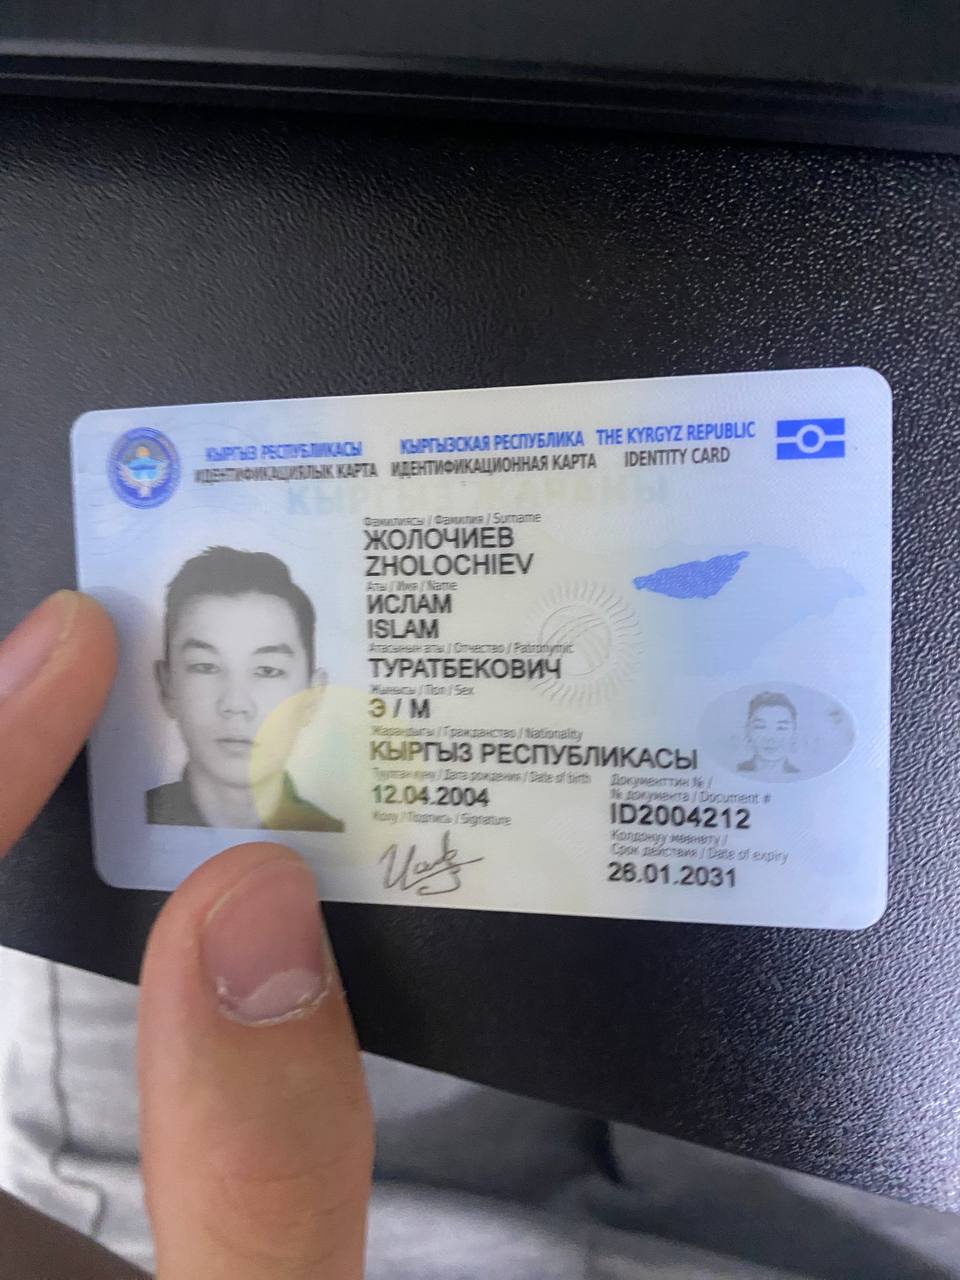 КЫРГЫЗ РЕСПУБЛИКАСЫ КЫРГЫЗСКАЯ РЕСПУБЛИКА THE KYRGYZ REPUBLIC
ИДЕНТИФИКАЦИЯЛЫК КАРТА ИДЕНТИФИКАЦИОННАЯ КАРТА IDENTITY CARD
Фамилиясы / Фамилия / Surname
ЖОЛОЧИЕВ
ZHOLOCHIEV
Аты / Имя / Name
ИСЛАМ
ISLAM
Атасынын аты / Отчество / Patronymic
ТУРАТБЕКОВИЧ
Жынысы / Пол / Sex
Э / М
Жарандыгы / Гражданство / Nationality
КЫРГЫЗ РЕСПУБЛИКАСЫ
Туулган күнү / Дата рождения / Date of birth
12.04.2004
Колу / Подпись / Signature
Документтин № /
№ документа / Document #
ID2004212
Колдонуу мөөнөтү /
Срок действия / Date of expiry
26.01.2031